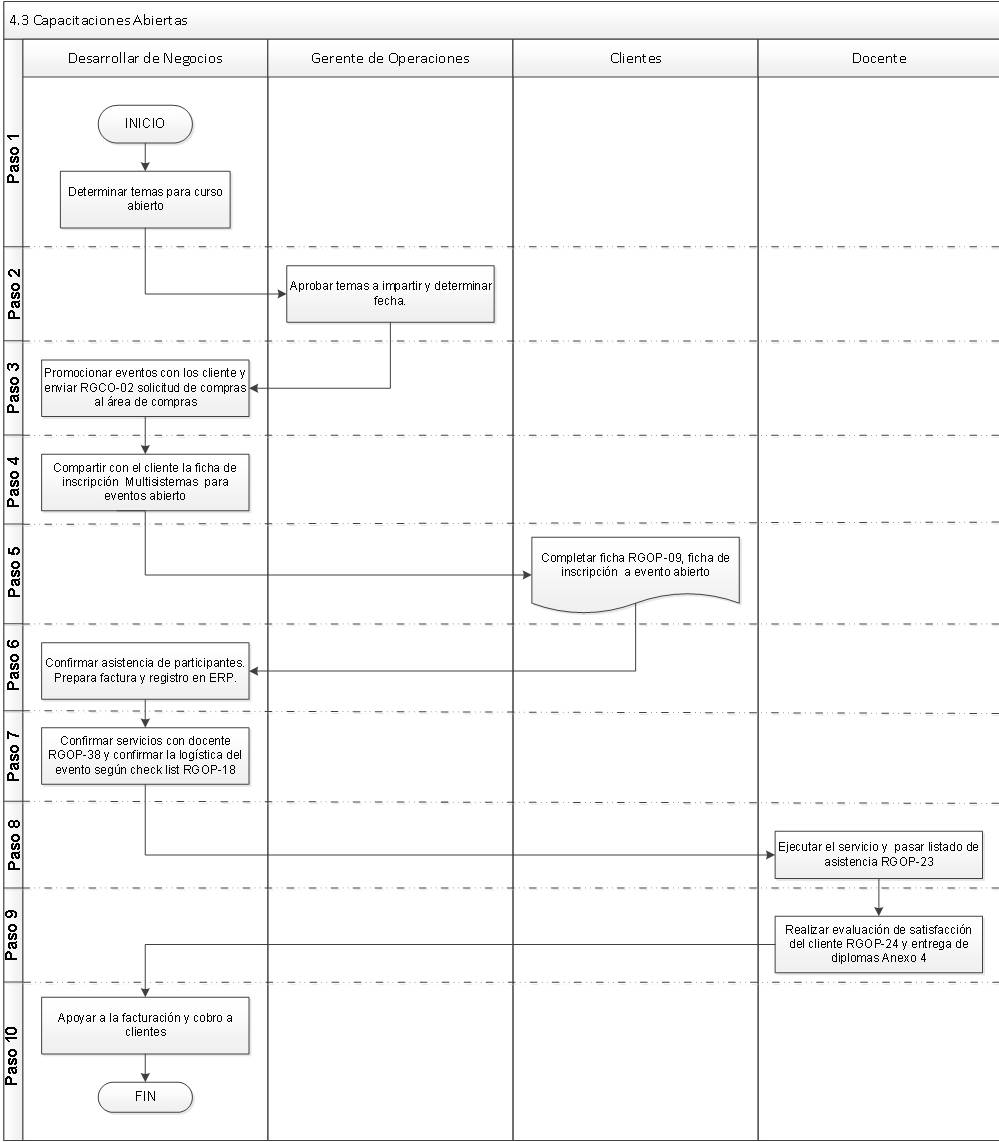 4.3 Capacitaciones Abiertas
Desarrollar de Negocios
Gerente de Operaciones
Clientes
Docente
Paso 1
INICIO
Determinar temas para curso
abierto
Paso 2
Aprobar temas a impartir y determinar
fecha.
Paso 3
Promocionar eventos con los cliente y
enviar RGCO-02 solicitud de compras
al área de compras
Paso 4
Compartir con el cliente la ficha de
inscripción Multisistemas para
eventos abierto
Paso 5
Completar ficha RGOP-09, ficha de
inscripción a evento abierto
Paso 6
Confirmar asistencia de participantes.
Prepara factura y registro en ERP.
Paso 7
Confirmar servicios con docente
RGOP-38 y confirmar la logística del
evento según check list RGOP-18
Paso 8
Ejecutar el servicio y pasar listado de
asistencia RGOP-23
Paso 9
Realizar evaluación de satisfacción
del cliente RGOP-24 y entrega de
diplomas Anexo 4
Paso 10
Apoyar a la facturación y cobro a
clientes
FIN